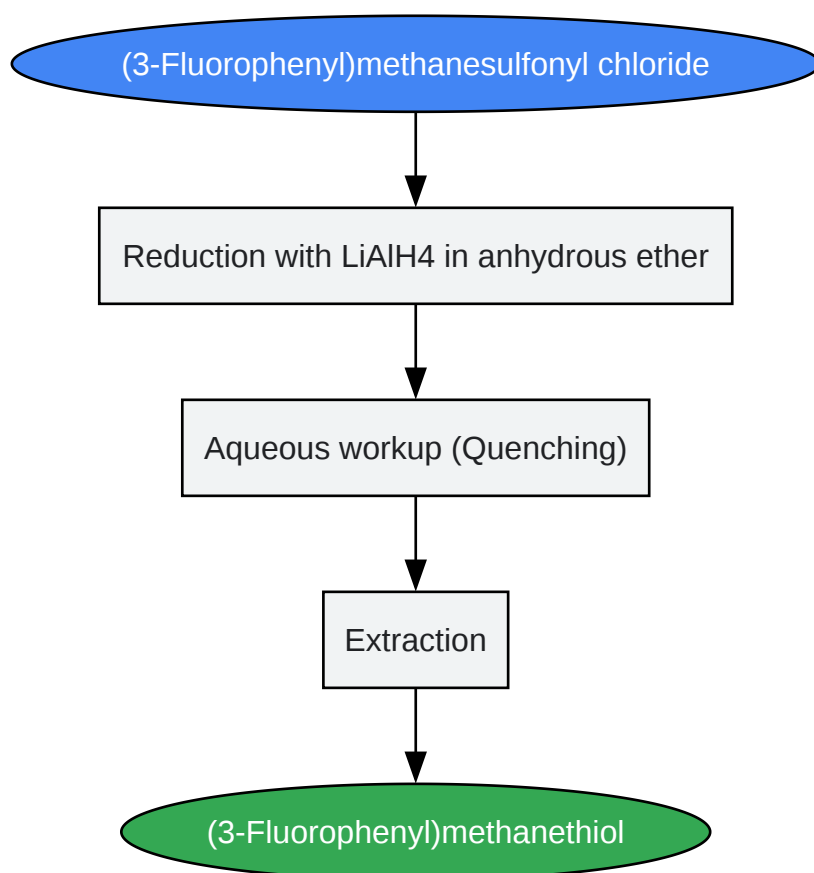 (3-Fluorophenyl)methanesulfonyl chloride
Reduction with LiAlH4 in anhydrous ether
Aqueous workup (Quenching)
Extraction
(3-Fluorophenyl)methanethiol